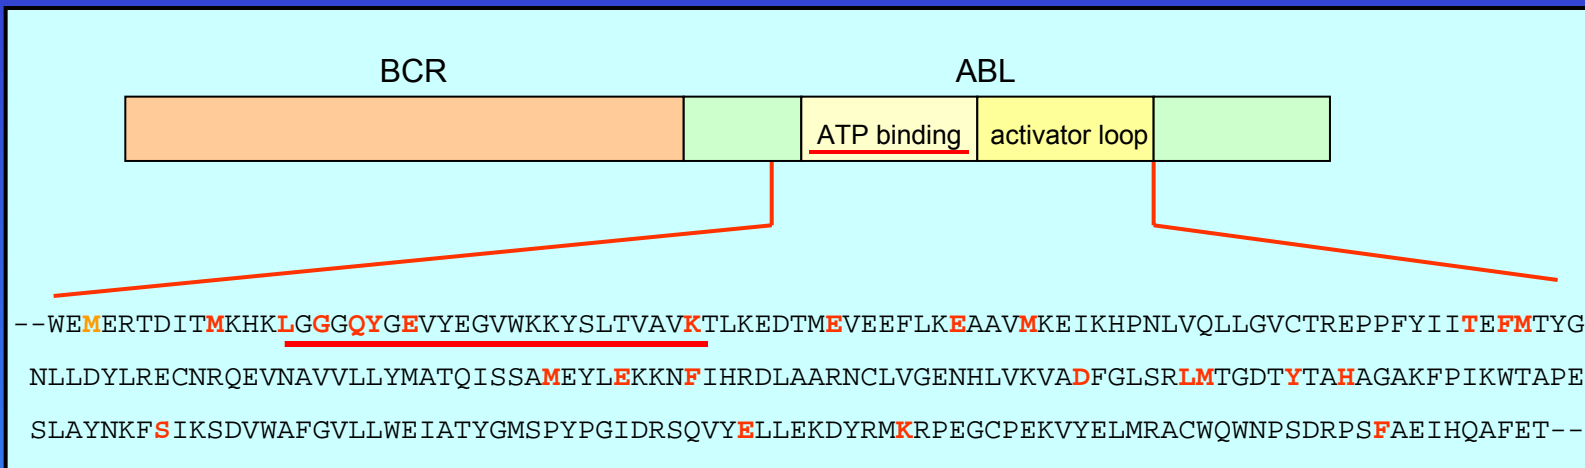 BCR ABL
ATP binding activator loop
--WEMERTDITMKHKLGGGQYGEVYEGVWKKYSLTVAVKTLKEDTMEVEEFLKEAAVMKEIKHPNLVQLLGVCTREPPFYIITEFMTYG
NLLDYLRECNRQEVNAVVLLYMATQISSAMEYLEKKNFIHRDLAARNCLVGENHLVKVADFGLSRLMTGDTYTAHAGAKFPIKWTAPE
SLAYNKFSIKSDVWAFGVLLWEIATYGMSPYPGIDRSQVYELLEKDYRMKRPEGCPEKVYELMRACWQWNPSDRPSFAEIHQAFET--